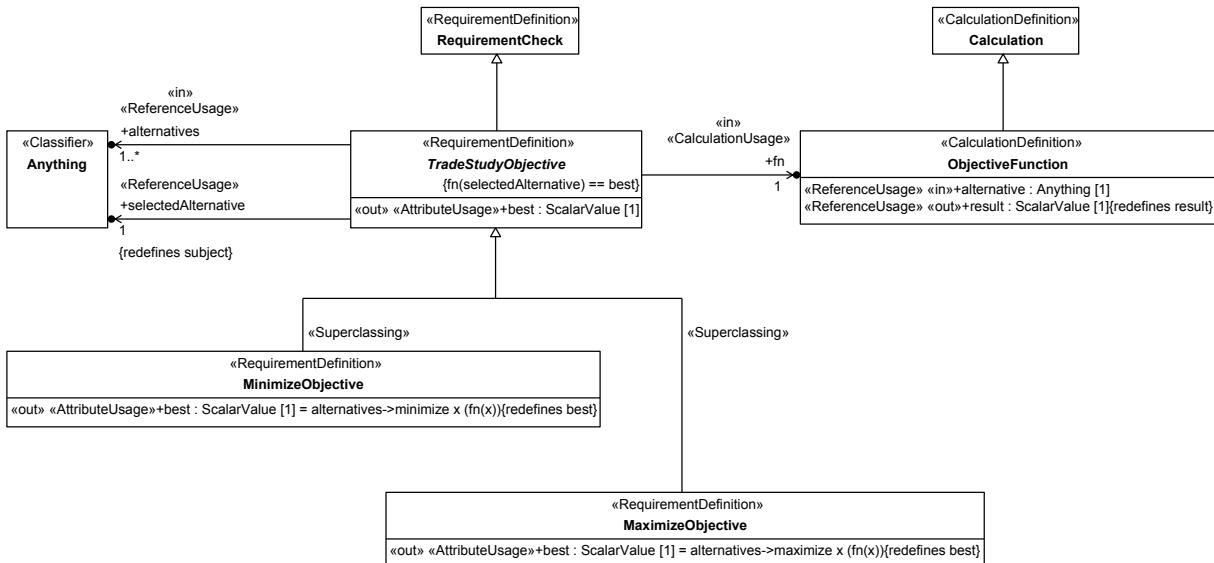 «RequirementDefinition»
RequirementCheck
«CalculationDefinition»
Calculation
«in»
«ReferenceUsage»
+alternatives
1..*
«Classifier»
Anything
«ReferenceUsage»
+selectedAlternative
1
{redefines subject}
«RequirementDefinition»
TradeStudyObjective
{fn(selectedAlternative) == best}
«out» «AttributeUsage»+best : ScalarValue [1]
«in»
«CalculationUsage»
+fn
1
«CalculationDefinition»
ObjectiveFunction
«ReferenceUsage» «in»+alternative : Anything [1]
«ReferenceUsage» «out»+result : ScalarValue [1]{redefines result}
«Superclassing»
«Superclassing»
«RequirementDefinition»
MinimizeObjective
«out» «AttributeUsage»+best : ScalarValue [1] = alternatives->minimize x (fn(x)){redefines best}
«RequirementDefinition»
MaximizeObjective
«out» «AttributeUsage»+best : ScalarValue [1] = alternatives->maximize x (fn(x)){redefines best}